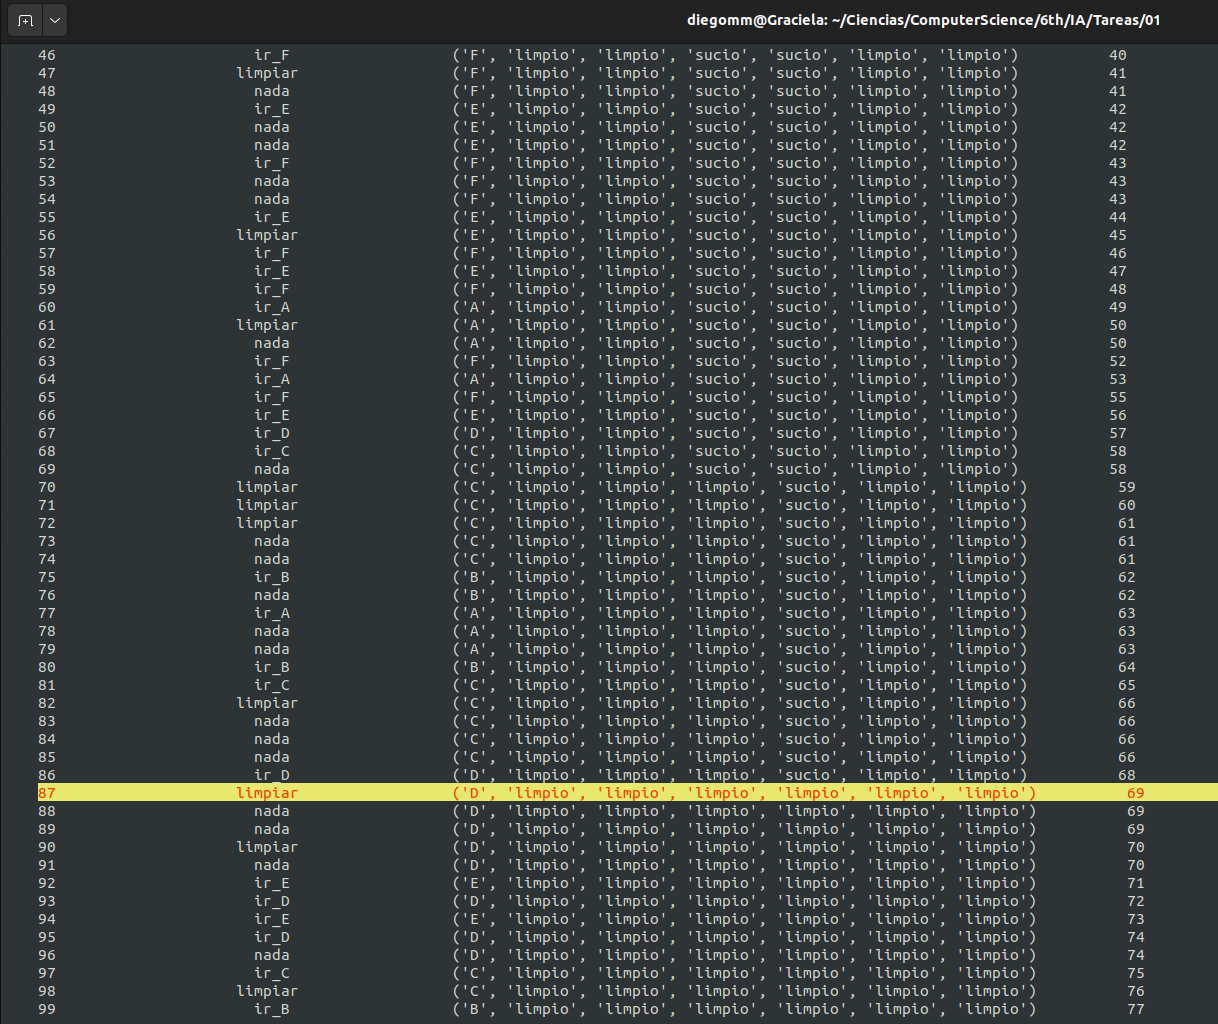 diegomm@Graciela: ~/Ciencias/ComputerScience/6th/IA/Tareas/01
46 ir_F ('F', 'limpio', 'limpio', 'sucio', 'sucio', 'limpio', 'limpio') 40
47 limpiar ('F', 'limpio', 'limpio', 'sucio', 'sucio', 'limpio', 'limpio') 41
48 nada ('F', 'limpio', 'limpio', 'sucio', 'sucio', 'limpio', 'limpio') 41
49 ir_E ('E', 'limpio', 'limpio', 'sucio', 'sucio', 'limpio', 'limpio') 42
50 nada ('E', 'limpio', 'limpio', 'sucio', 'sucio', 'limpio', 'limpio') 42
51 nada ('E', 'limpio', 'limpio', 'sucio', 'sucio', 'limpio', 'limpio') 42
52 ir_F ('F', 'limpio', 'limpio', 'sucio', 'sucio', 'limpio', 'limpio') 43
53 nada ('F', 'limpio', 'limpio', 'sucio', 'sucio', 'limpio', 'limpio') 43
54 nada ('F', 'limpio', 'limpio', 'sucio', 'sucio', 'limpio', 'limpio') 43
55 ir_E ('E', 'limpio', 'limpio', 'sucio', 'sucio', 'limpio', 'limpio') 44
56 limpiar ('E', 'limpio', 'limpio', 'sucio', 'sucio', 'limpio', 'limpio') 45
57 ir_F ('F', 'limpio', 'limpio', 'sucio', 'sucio', 'limpio', 'limpio') 46
58 ir_E ('E', 'limpio', 'limpio', 'sucio', 'sucio', 'limpio', 'limpio') 47
59 ir_F ('F', 'limpio', 'limpio', 'sucio', 'sucio', 'limpio', 'limpio') 48
60 ir_A ('A', 'limpio', 'limpio', 'sucio', 'sucio', 'limpio', 'limpio') 49
61 limpiar ('A', 'limpio', 'limpio', 'sucio', 'sucio', 'limpio', 'limpio') 50
62 nada ('A', 'limpio', 'limpio', 'sucio', 'sucio', 'limpio', 'limpio') 50
63 ir_F ('F', 'limpio', 'limpio', 'sucio', 'sucio', 'limpio', 'limpio') 52
64 ir_A ('A', 'limpio', 'limpio', 'sucio', 'sucio', 'limpio', 'limpio') 53
65 ir_F ('F', 'limpio', 'limpio', 'sucio', 'sucio', 'limpio', 'limpio') 55
66 ir_E ('E', 'limpio', 'limpio', 'sucio', 'sucio', 'limpio', 'limpio') 56
67 ir_D ('D', 'limpio', 'limpio', 'sucio', 'sucio', 'limpio', 'limpio') 57
68 ir_C ('C', 'limpio', 'limpio', 'sucio', 'sucio', 'limpio', 'limpio') 58
69 nada ('C', 'limpio', 'limpio', 'sucio', 'sucio', 'limpio', 'limpio') 58
70 limpiar ('C', 'limpio', 'limpio', 'limpio', 'sucio', 'limpio', 'limpio') 59
71 limpiar ('C', 'limpio', 'limpio', 'limpio', 'sucio', 'limpio', 'limpio') 60
72 limpiar ('C', 'limpio', 'limpio', 'limpio', 'sucio', 'limpio', 'limpio') 61
73 nada ('C', 'limpio', 'limpio', 'limpio', 'sucio', 'limpio', 'limpio') 61
74 nada ('C', 'limpio', 'limpio', 'limpio', 'sucio', 'limpio', 'limpio') 61
75 ir_B ('B', 'limpio', 'limpio', 'limpio', 'sucio', 'limpio', 'limpio') 62
76 nada ('B', 'limpio', 'limpio', 'limpio', 'sucio', 'limpio', 'limpio') 62
77 ir_A ('A', 'limpio', 'limpio', 'limpio', 'sucio', 'limpio', 'limpio') 63
78 nada ('A', 'limpio', 'limpio', 'limpio', 'sucio', 'limpio', 'limpio') 63
79 nada ('A', 'limpio', 'limpio', 'limpio', 'sucio', 'limpio', 'limpio') 63
80 ir_B ('B', 'limpio', 'limpio', 'limpio', 'sucio', 'limpio', 'limpio') 64
81 ir_C ('C', 'limpio', 'limpio', 'limpio', 'sucio', 'limpio', 'limpio') 65
82 limpiar ('C', 'limpio', 'limpio', 'limpio', 'sucio', 'limpio', 'limpio') 66
83 nada ('C', 'limpio', 'limpio', 'limpio', 'sucio', 'limpio', 'limpio') 66
84 nada ('C', 'limpio', 'limpio', 'limpio', 'sucio', 'limpio', 'limpio') 66
85 nada ('C', 'limpio', 'limpio', 'limpio', 'sucio', 'limpio', 'limpio') 66
86 ir_D ('D', 'limpio', 'limpio', 'limpio', 'sucio', 'limpio', 'limpio') 68
87 limpiar ('D', 'limpio', 'limpio', 'limpio', 'limpio', 'limpio', 'limpio') 69
88 nada ('D', 'limpio', 'limpio', 'limpio', 'limpio', 'limpio', 'limpio') 69
89 nada ('D', 'limpio', 'limpio', 'limpio', 'limpio', 'limpio', 'limpio') 69
90 limpiar ('D', 'limpio', 'limpio', 'limpio', 'limpio', 'limpio', 'limpio') 70
91 nada ('D', 'limpio', 'limpio', 'limpio', 'limpio', 'limpio', 'limpio') 70
92 ir_E ('E', 'limpio', 'limpio', 'limpio', 'limpio', 'limpio', 'limpio') 71
93 ir_D ('D', 'limpio', 'limpio', 'limpio', 'limpio', 'limpio', 'limpio') 72
94 ir_E ('E', 'limpio', 'limpio', 'limpio', 'limpio', 'limpio', 'limpio') 73
95 ir_D ('D', 'limpio', 'limpio', 'limpio', 'limpio', 'limpio', 'limpio') 74
96 nada ('D', 'limpio', 'limpio', 'limpio', 'limpio', 'limpio', 'limpio') 74
97 ir_C ('C', 'limpio', 'limpio', 'limpio', 'limpio', 'limpio', 'limpio') 75
98 limpiar ('C', 'limpio', 'limpio', 'limpio', 'limpio', 'limpio', 'limpio') 76
99 ir_B ('B', 'limpio', 'limpio', 'limpio', 'limpio', 'limpio', 'limpio') 77